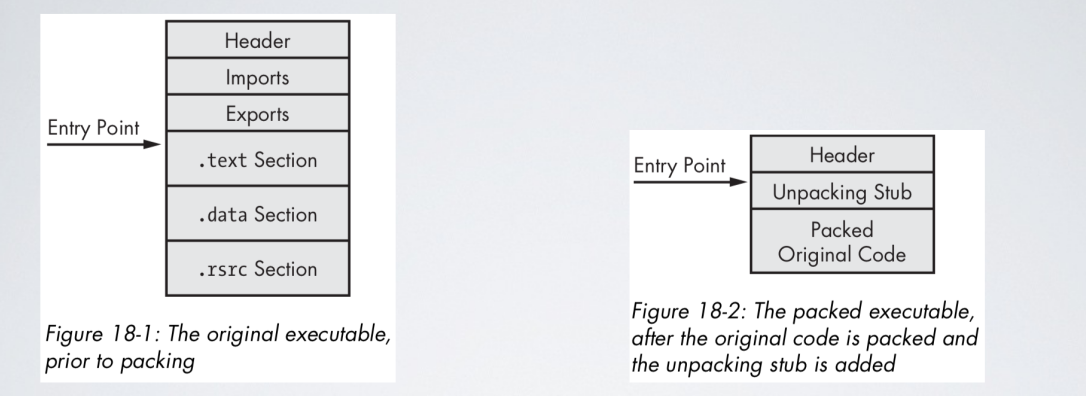 Header
Imports
Exports
Entry Point
.text Section
.data Section
.rsrc Section
Figure 18-1: The original executable,
prior to packing
Header
Entry Point
Unpacking Stub
Packed
Original Code
Figure 18-2: The packed executable,
after the original code is packed and
the unpacking stub is added